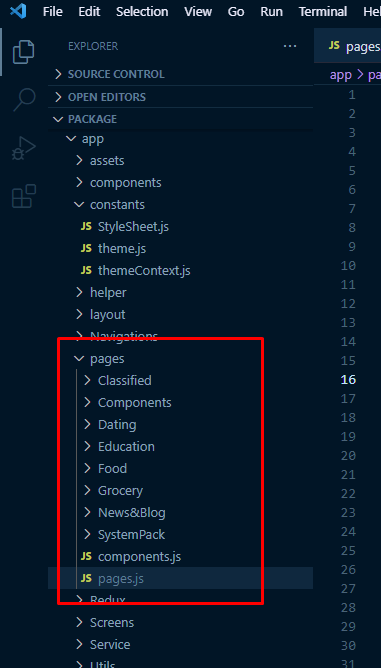 File Edit Selection View Go Run Terminal Hel
EXPLORER
JS pages
SOURCE CONTROL
app > pa
OPEN EDITORS
1
PACKAGE
2
app
3
assets
4
components
5
constants
6
7
JS StyleSheet.js
8
JS theme.js
9
JS themeContext.js
10
helper
11
layout
12
13
Navigations
14
pages
15
Classified
16
Components
17
Dating
18
19
Education
20
Food
21
Grocery
22
News&Blog
23
SystemPack
24
JS components.js
25
26
JS pages.js
27
Redux
28
Screens
29
Service
30
Utils
31